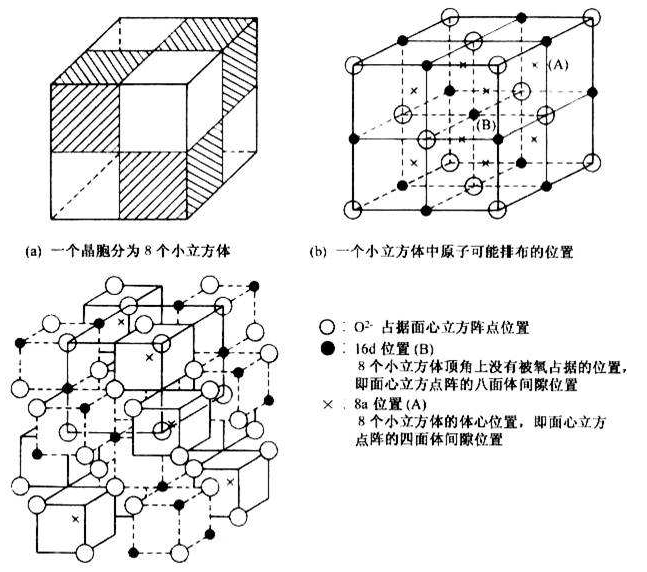 (A)
(B)
(a) 一个晶胞分为 8 个小立方体
(b) 一个小立方体中原子可能排布的位置
○ : O²⁻ 占据面心立方阵点位置
● : 16d 位置 (B)
8 个小立方体顶角上没有被氧占据的位置，
即面心立方点阵的八面体间隙位置
× : 8a 位置 (A)
8 个小立方体的体心位置，即面心立方
点阵的四面体间隙位置